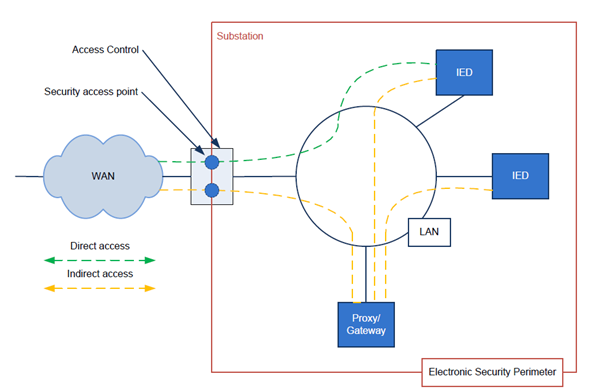 Substation
Access Control
Security access point
IED
WAN
IED
LAN
Direct access
Indirect access
Proxy/
Gateway
Electronic Security Perimeter